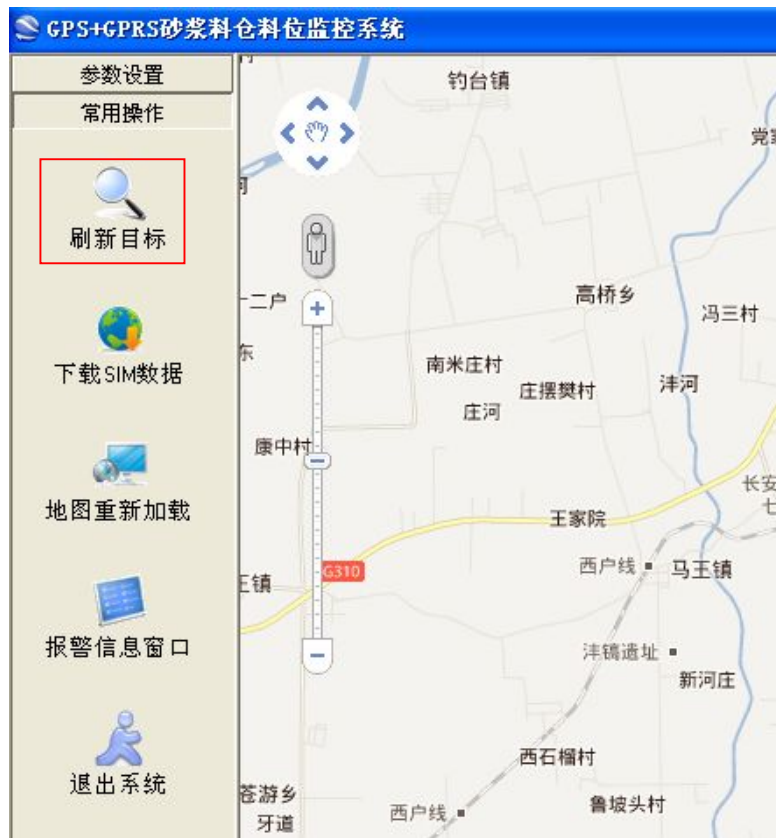 GPS+GPRS砂浆料仓料位监控系统
参数设置
常用操作
刷新目标
下载SIM数据
地图重新加载
报警信息窗口
退出系统
钓台镇
高桥乡
冯三村
十二户
东
南米庄村
庄摆樊村
沣河
庄河
康中村
长安
七
王家院
G310
西户线
马王镇
王镇
沣镐遗址
新河庄
西石榴村
苍游乡
牙道
西户线
鲁坡头村